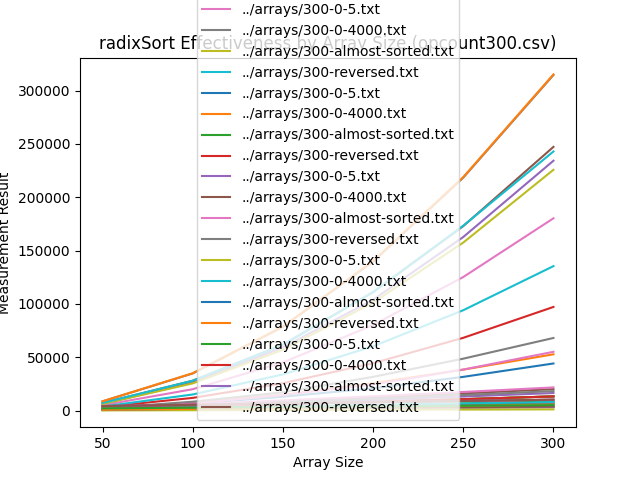 ../arrays/300-0-5.txt
../arrays/300-0-4000.txt
radixSort Effectiveness by Array Size (opcount300.csv)
../arrays/300-almost-sorted.txt
../arrays/300-reversed.txt
../arrays/300-0-5.txt
../arrays/300-0-4000.txt
../arrays/300-almost-sorted.txt
../arrays/300-reversed.txt
../arrays/300-0-5.txt
../arrays/300-0-4000.txt
../arrays/300-almost-sorted.txt
../arrays/300-reversed.txt
../arrays/300-0-5.txt
../arrays/300-0-4000.txt
../arrays/300-almost-sorted.txt
../arrays/300-reversed.txt
../arrays/300-0-5.txt
../arrays/300-0-4000.txt
../arrays/300-almost-sorted.txt
../arrays/300-reversed.txt
Measurement Result
300000
250000
200000
150000
100000
50000
0
50
100
150
200
250
300
Array Size